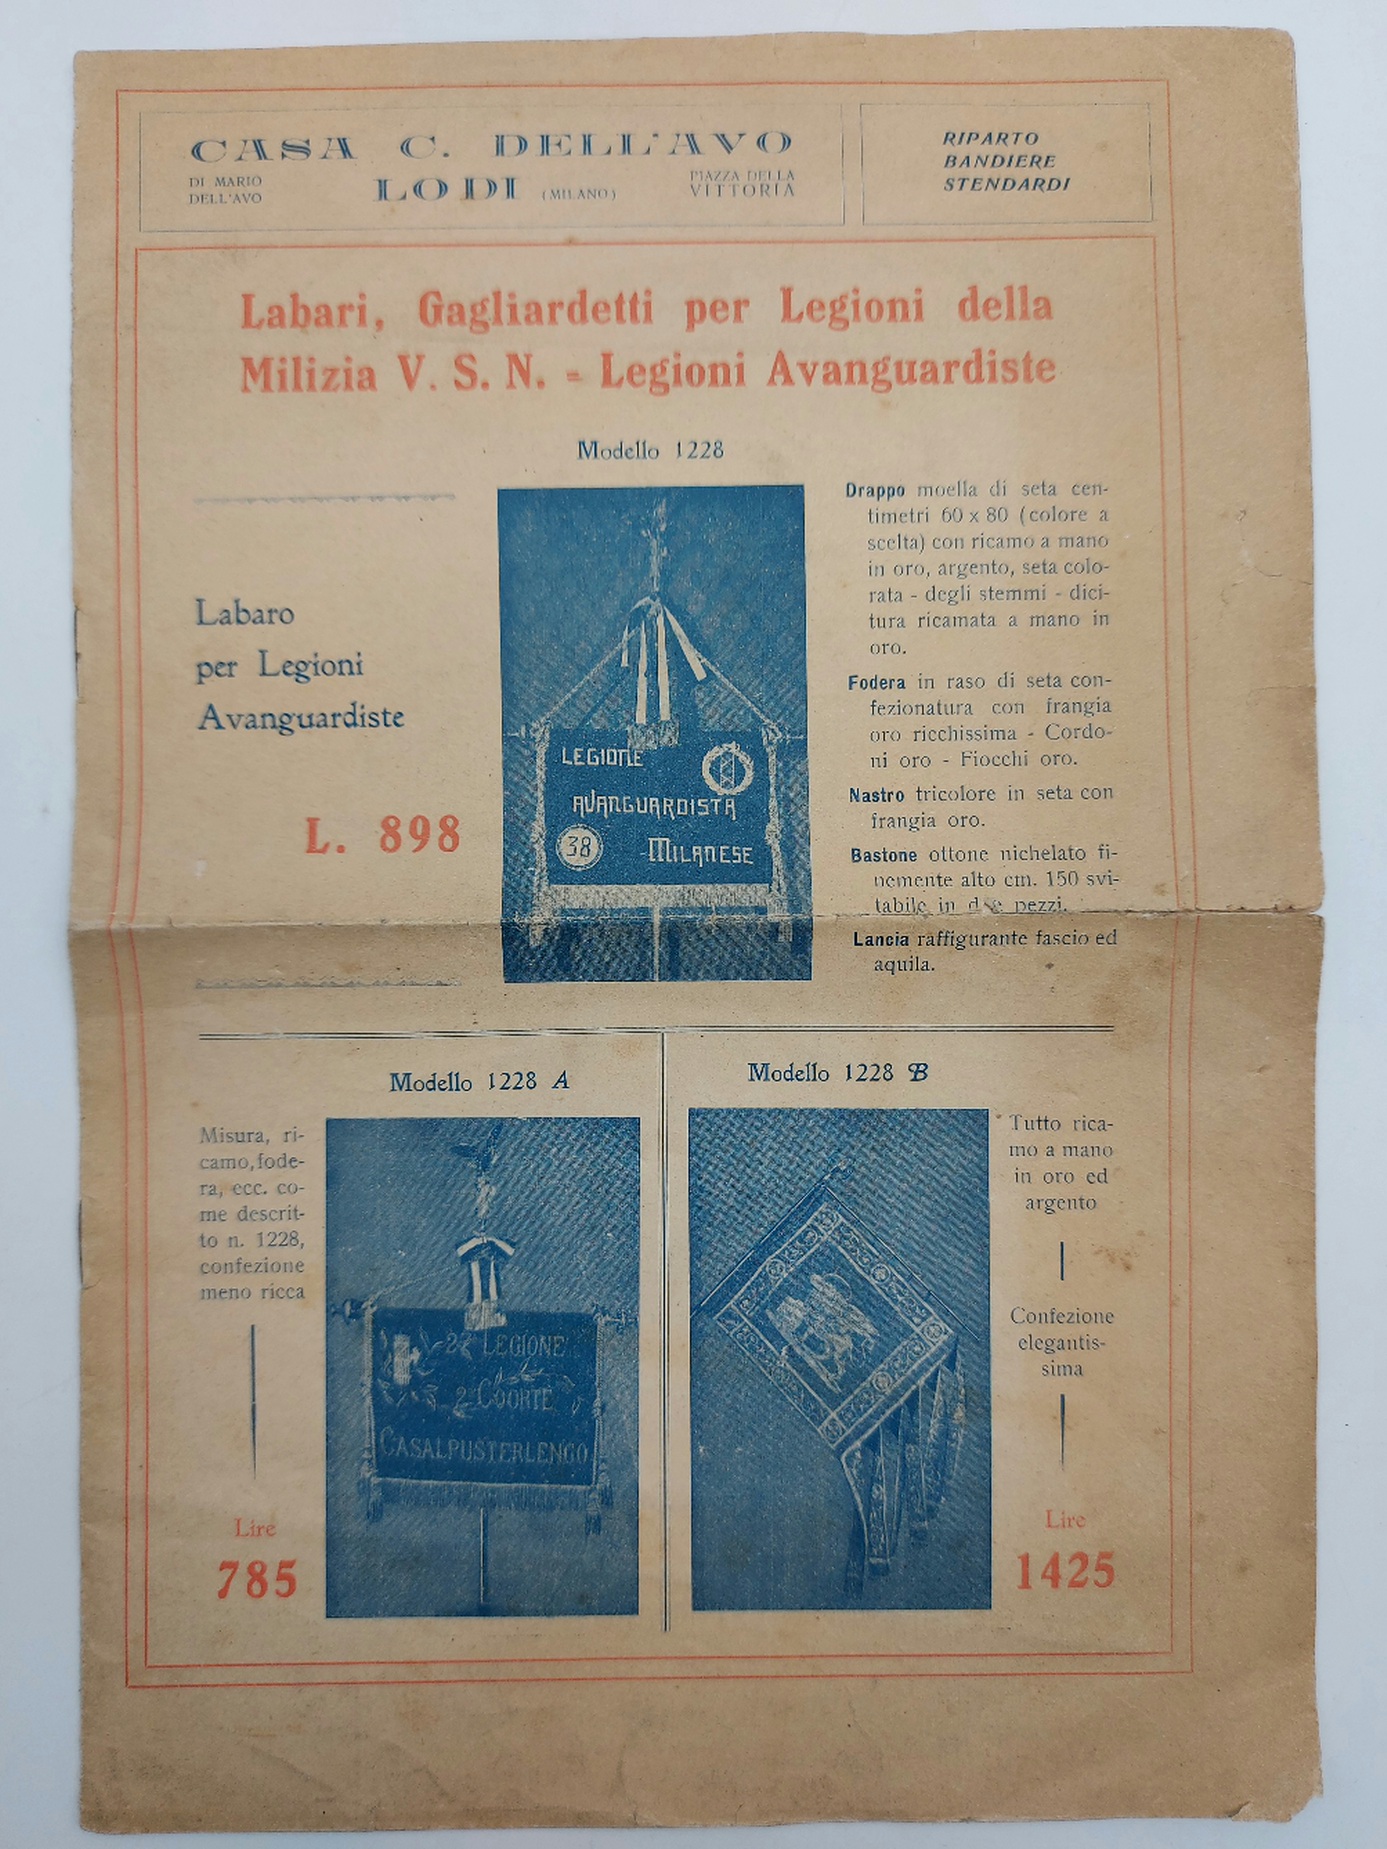 CASA C. DELL'AVO
DI MARIO
DELL'AVO
LODI (MILANO)
PIAZZA DELLA
VITTORIA
RIPARTO
BANDIERE
STENDARDI
Labari, Gagliardetti per Legioni della
Milizia V. S. N. - Legioni Avanguardiste
Modello 1228
Labaro
per Legioni
Avanguardiste
L. 898
LEGIONE
AVANGUARDISTA
38 MILANESE
Drappo moella di seta cen-
timetri 60 x 80 (colore a
scelta) con ricamo a mano
in oro, argento, seta colo-
rata - degli stemmi - dici-
tura ricamata a mano in
oro.
Fodera in raso di seta con-
fezionatura con frangia
oro ricchissima - Cordo-
ni oro - Fiocchi oro.
Nastro tricolore in seta con
frangia oro.
Bastone ottone nichelato fi-
nemente alto cm. 150 svi-
tabile in due pezzi.
Lancia raffigurante fascio ed
aquila.
Modello 1228 A
Misura, ri-
camo, fode-
ra, ecc. co-
me descrit-
to n. 1228,
confezione
meno ricca
Lire
785
27 LEGIONE
2ª COORTE
CASALPUSTERLENGO
Modello 1228 B
Tutto rica-
mo a mano
in oro ed
argento
Confezione
elegantis-
sima
Lire
1425